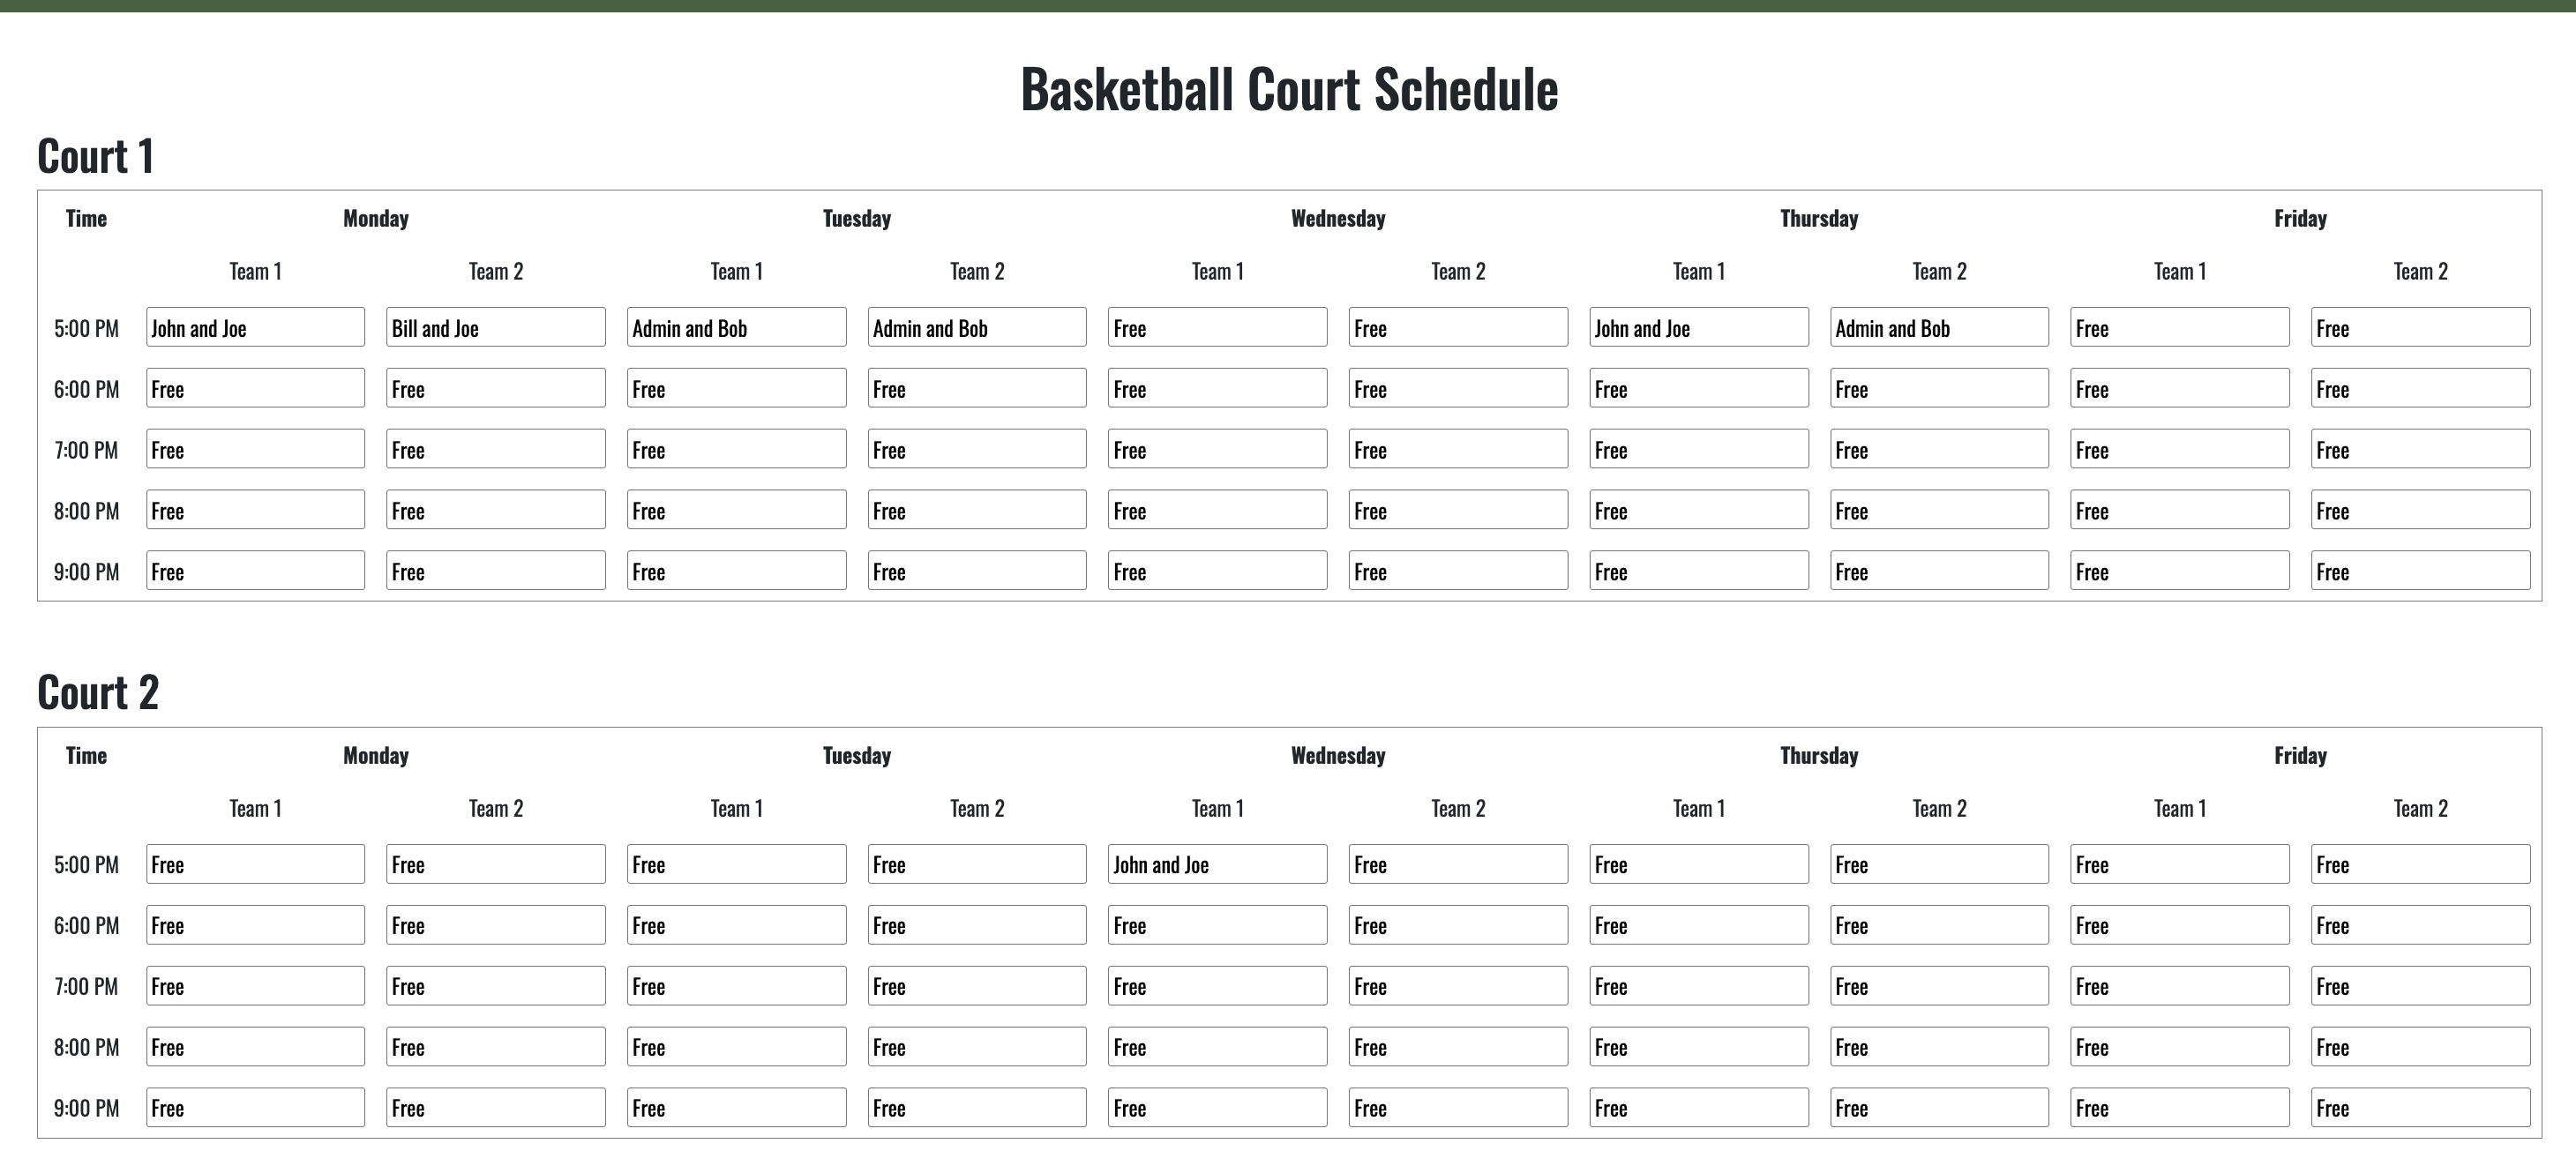 Basketball Court Schedule
Court 1
Time Monday Tuesday Wednesday Thursday Friday
Team 1 Team 2 Team 1 Team 2 Team 1 Team 2 Team 1 Team 2 Team 1 Team 2
5:00 PM John and Joe Bill and Joe Admin and Bob Admin and Bob Free Free John and Joe Admin and Bob Free Free
6:00 PM Free Free Free Free Free Free Free Free Free Free
7:00 PM Free Free Free Free Free Free Free Free Free Free
8:00 PM Free Free Free Free Free Free Free Free Free Free
9:00 PM Free Free Free Free Free Free Free Free Free Free
Court 2
Time Monday Tuesday Wednesday Thursday Friday
Team 1 Team 2 Team 1 Team 2 Team 1 Team 2 Team 1 Team 2 Team 1 Team 2
5:00 PM Free Free Free Free John and Joe Free Free Free Free Free
6:00 PM Free Free Free Free Free Free Free Free Free Free
7:00 PM Free Free Free Free Free Free Free Free Free Free
8:00 PM Free Free Free Free Free Free Free Free Free Free
9:00 PM Free Free Free Free Free Free Free Free Free Free